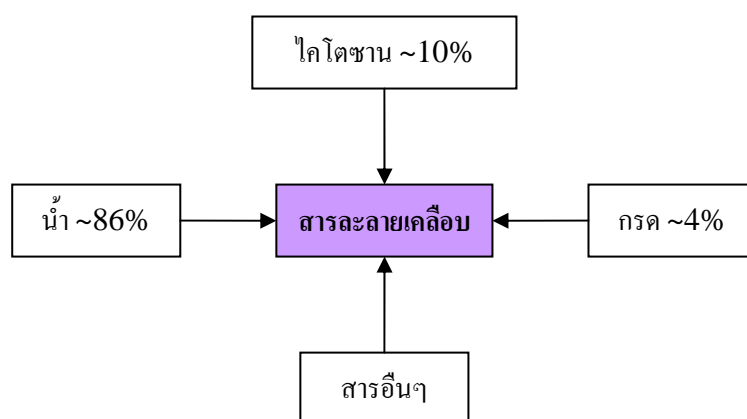 ไคโตซาน ~10%
น้ำ ~86%
สารละลายเคลือบ
กรด ~4%
สารอื่นๆ